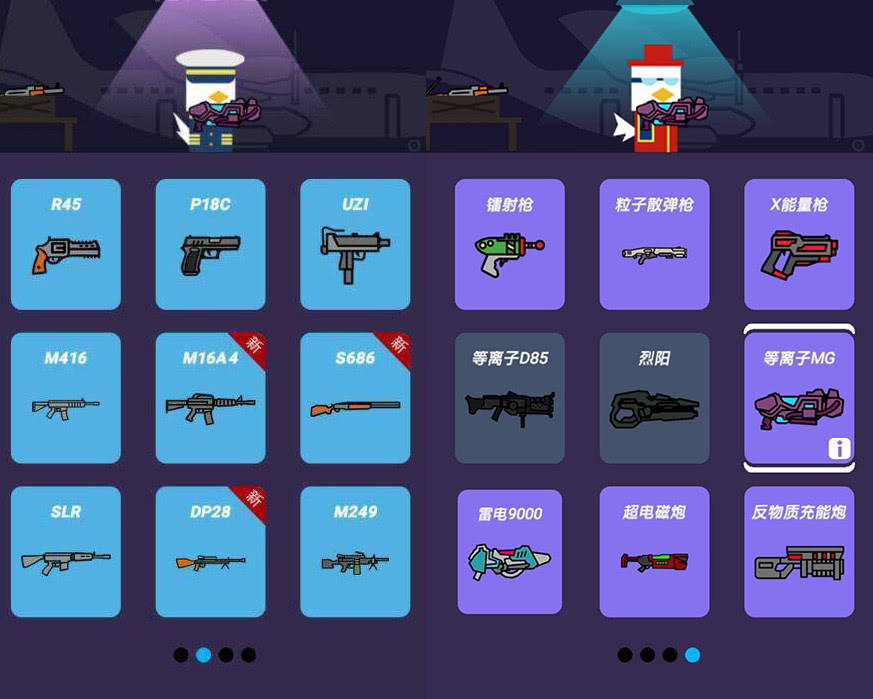 R45
P18C
UZI
M416
M16A4
新
S686
新
SLR
DP28
新
M249
镭射枪
粒子散弹枪
X能量枪
等离子D85
烈阳
等离子MG
i
雷电9000
超电磁炮
反物质充能炮